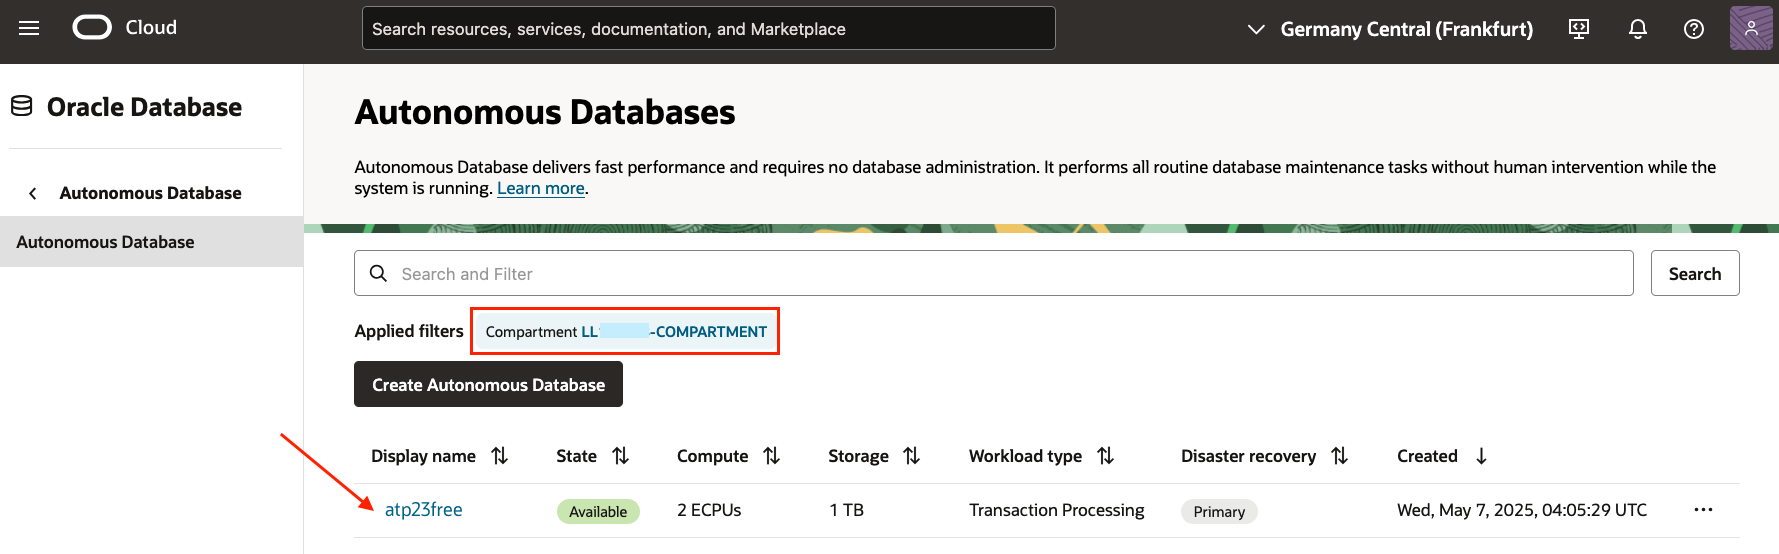 Cloud
Search resources, services, documentation, and Marketplace
Germany Central (Frankfurt)
Oracle Database
Autonomous Database
Autonomous Database
Autonomous Databases
Autonomous Database delivers fast performance and requires no database administration. It performs all routine database maintenance tasks without human intervention while the
system is running. Learn more.
Search and Filter
Search
Applied filters Compartment LL -COMPARTMENT
Create Autonomous Database
Display name State Compute Storage Workload type Disaster recovery Created
atp23free Available 2 ECPUs 1 TB Transaction Processing Primary Wed, May 7, 2025, 04:05:29 UTC